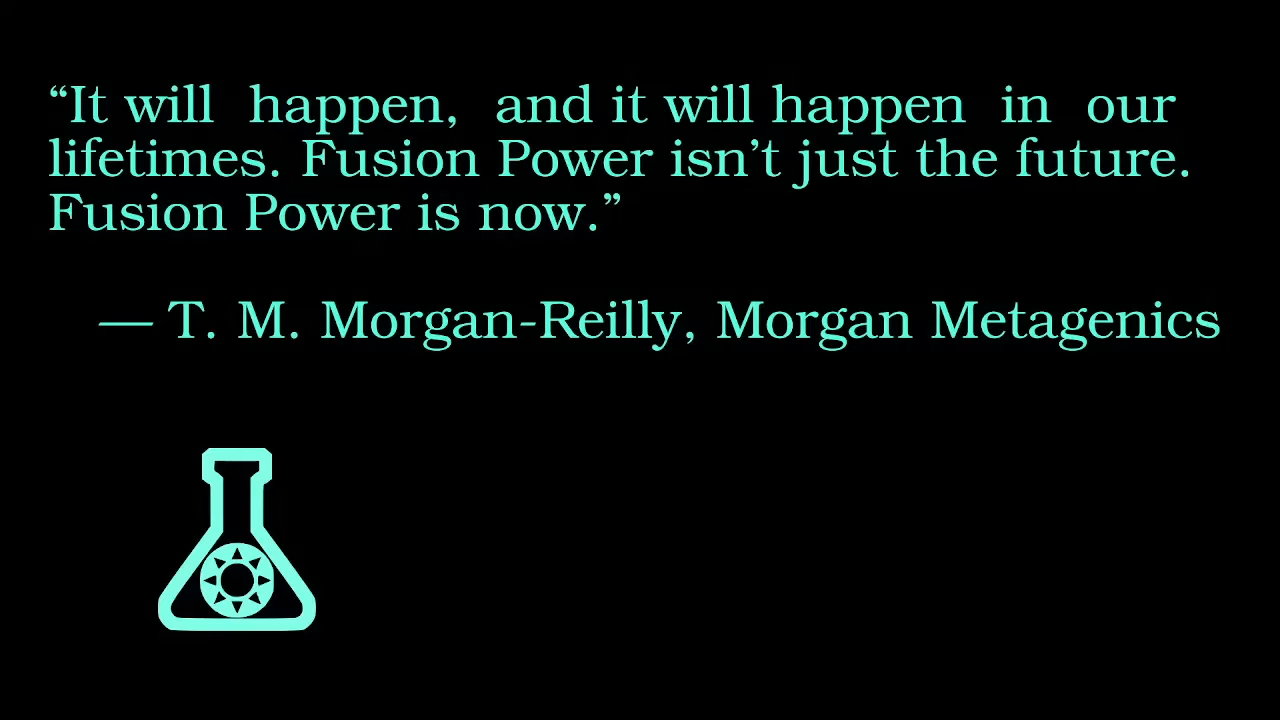 “It will happen, and it will happen in our
lifetimes. Fusion Power isn’t just the future.
Fusion Power is now.”
— T. M. Morgan-Reilly, Morgan Metagenics